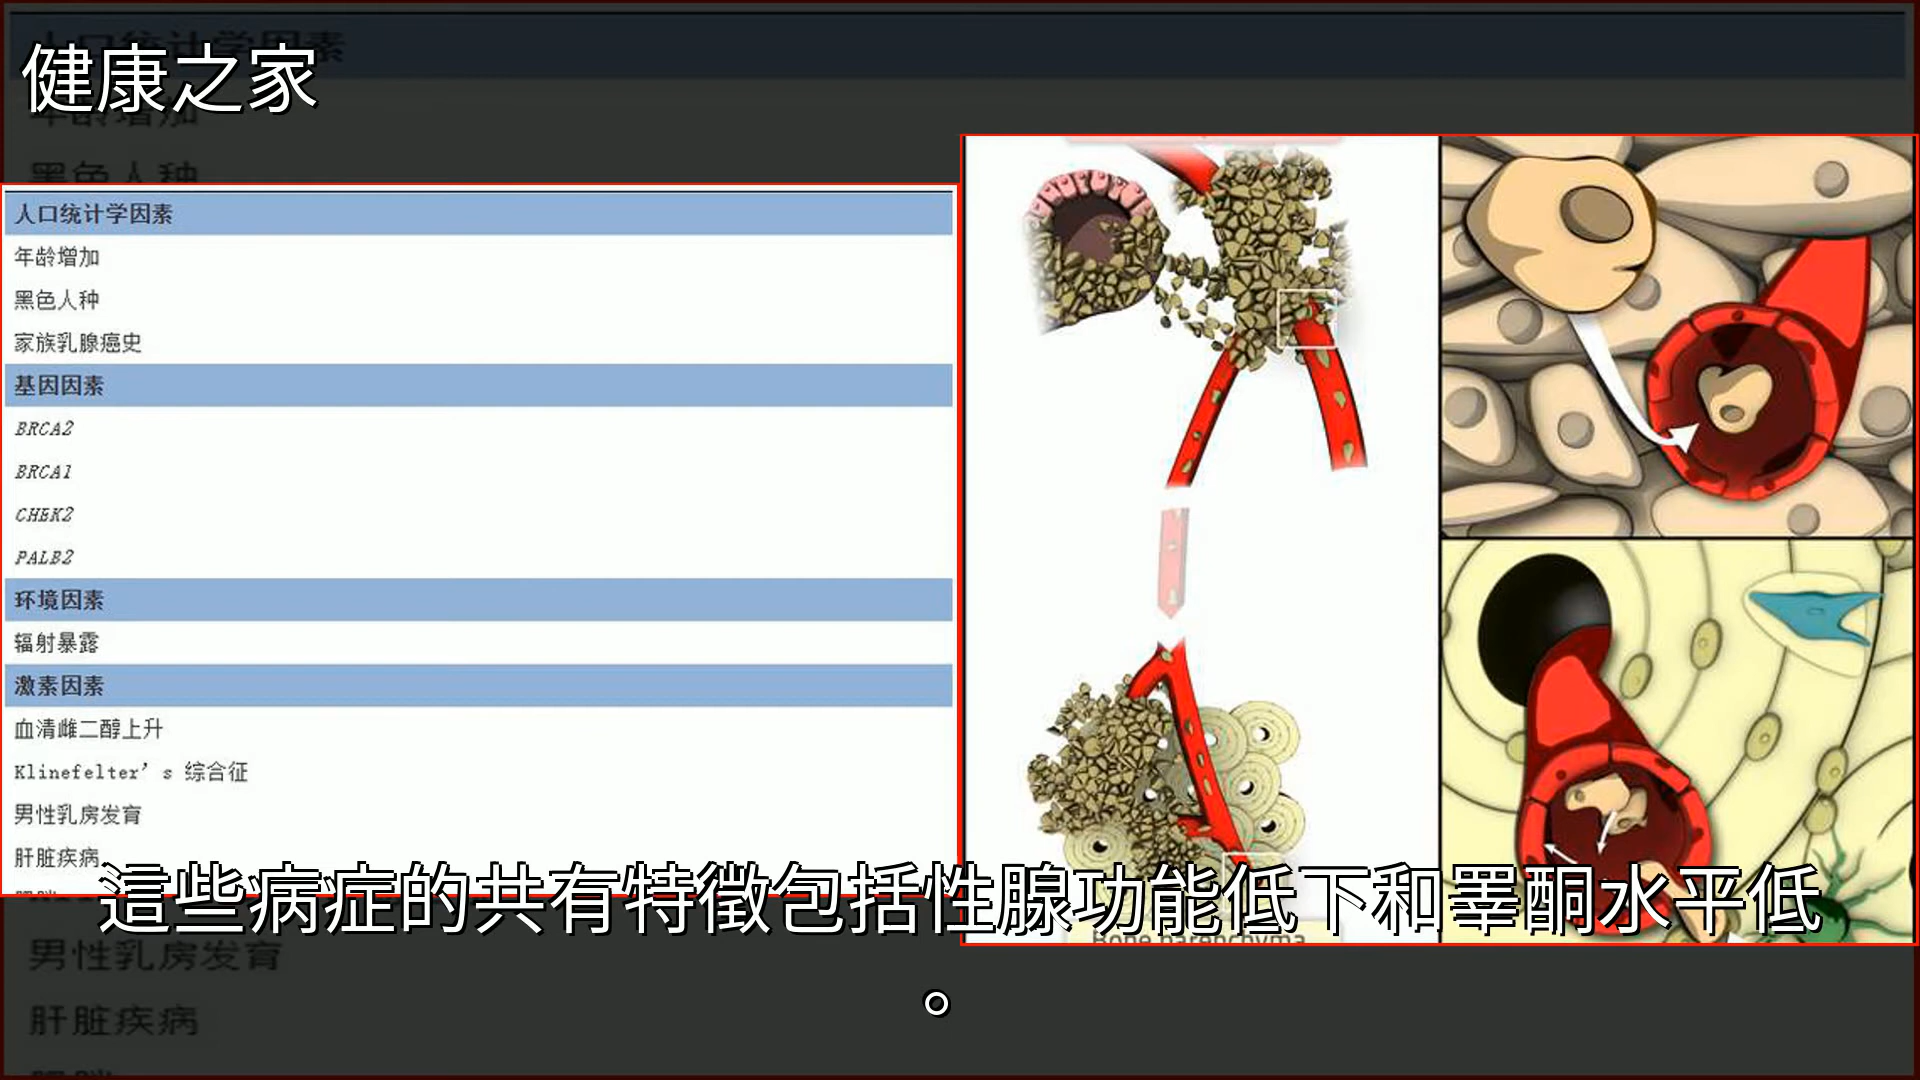 健康之家
人口统计学因素
年龄增加
黑色人种
家族乳腺癌史
基因因素
BRCA2
BRCA1
CHEK2
PALB2
环境因素
辐射暴露
激素因素
血清雌二醇上升
Klinefelter’s 综合征
男性乳房发育
肝脏疾病
這些病症的共有特徵包括性腺功能低下和睪酮水平低
。
Bone parenchyma
男性乳房发育
肝脏疾病